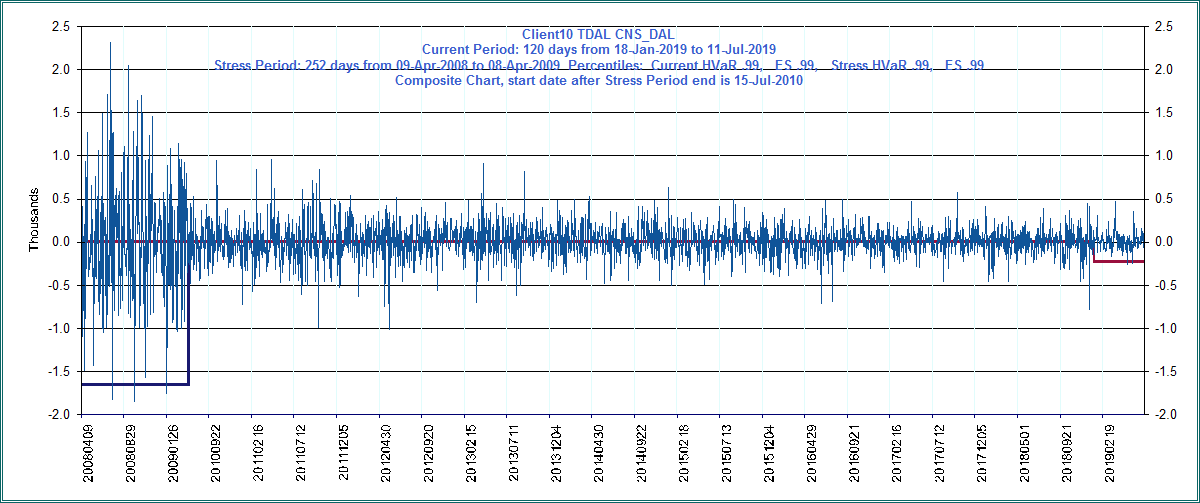 Client10 TDAL CNS_DAL
Current Period: 120 days from 18-Jan-2019 to 11-Jul-2019
Stress Period: 252 days from 09-Apr-2008 to 08-Apr-2009 Percentiles: Current HVaR .99, ES .99, Stress HVaR .99, ES .99
Composite Chart, start date after Stress Period end is 15-Jul-2010
2.5 2.5
2.0 2.0
1.5 1.5
1.0 1.0
0.5 0.5
0.0 0.0
-0.5 -0.5
-1.0 -1.0
-1.5 -1.5
-2.0 -2.0
Thousands
20080409 20080829 20090126 20100922 20110216 20110712 20111205 20120430 20120920 20130215 20130711 20131204 20140430 20140922 20150218 20150713 20151204 20160429 20160921 20170216 20170712 20171205 20180501 20180921 20190219